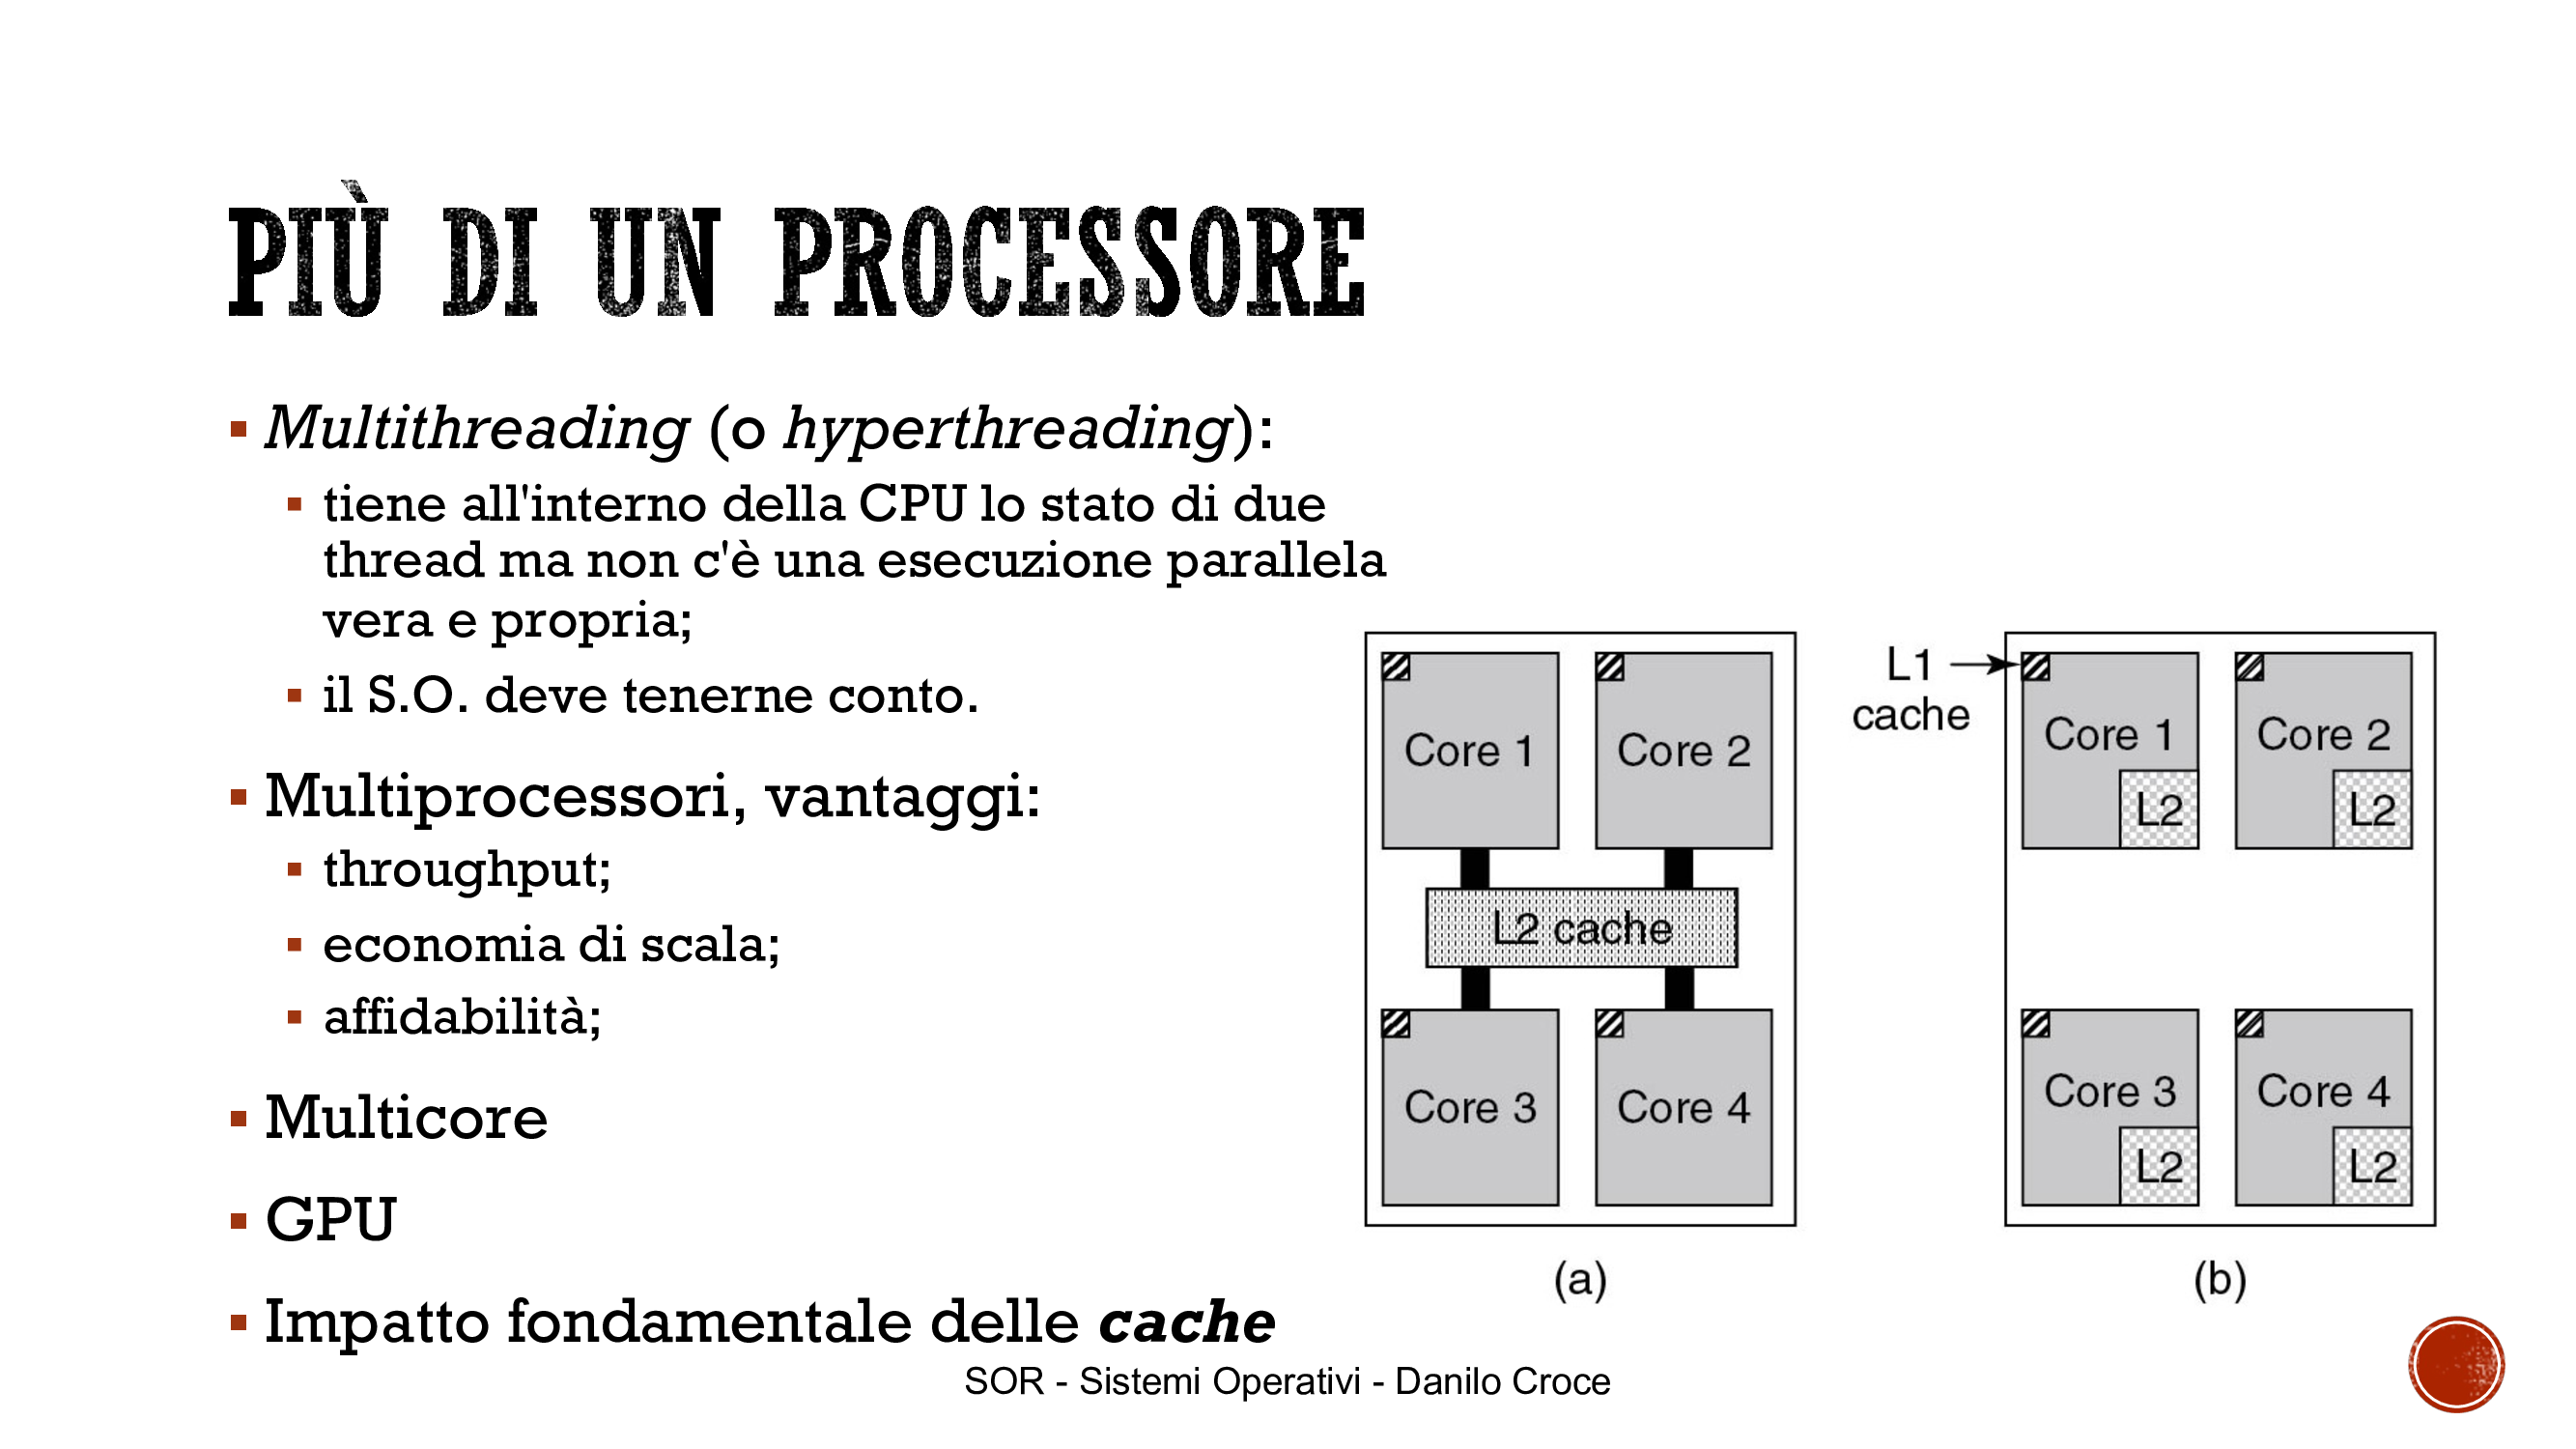 PIÙ DI UN PROCESSORE
Multithreading (o hyperthreading):
tiene all'interno della CPU lo stato di due
thread ma non c'è una esecuzione parallela
vera e propria;
il S.O. deve tenerne conto.
Multiprocessori, vantaggi:
throughput;
economia di scala;
affidabilità;
Multicore
GPU
Impatto fondamentale delle cache
Core 1
Core 2
L2 cache
Core 3
Core 4
(a)
L1
cache
Core 1
L2
Core 2
L2
Core 3
L2
Core 4
L2
(b)
SOR - Sistemi Operativi - Danilo Croce